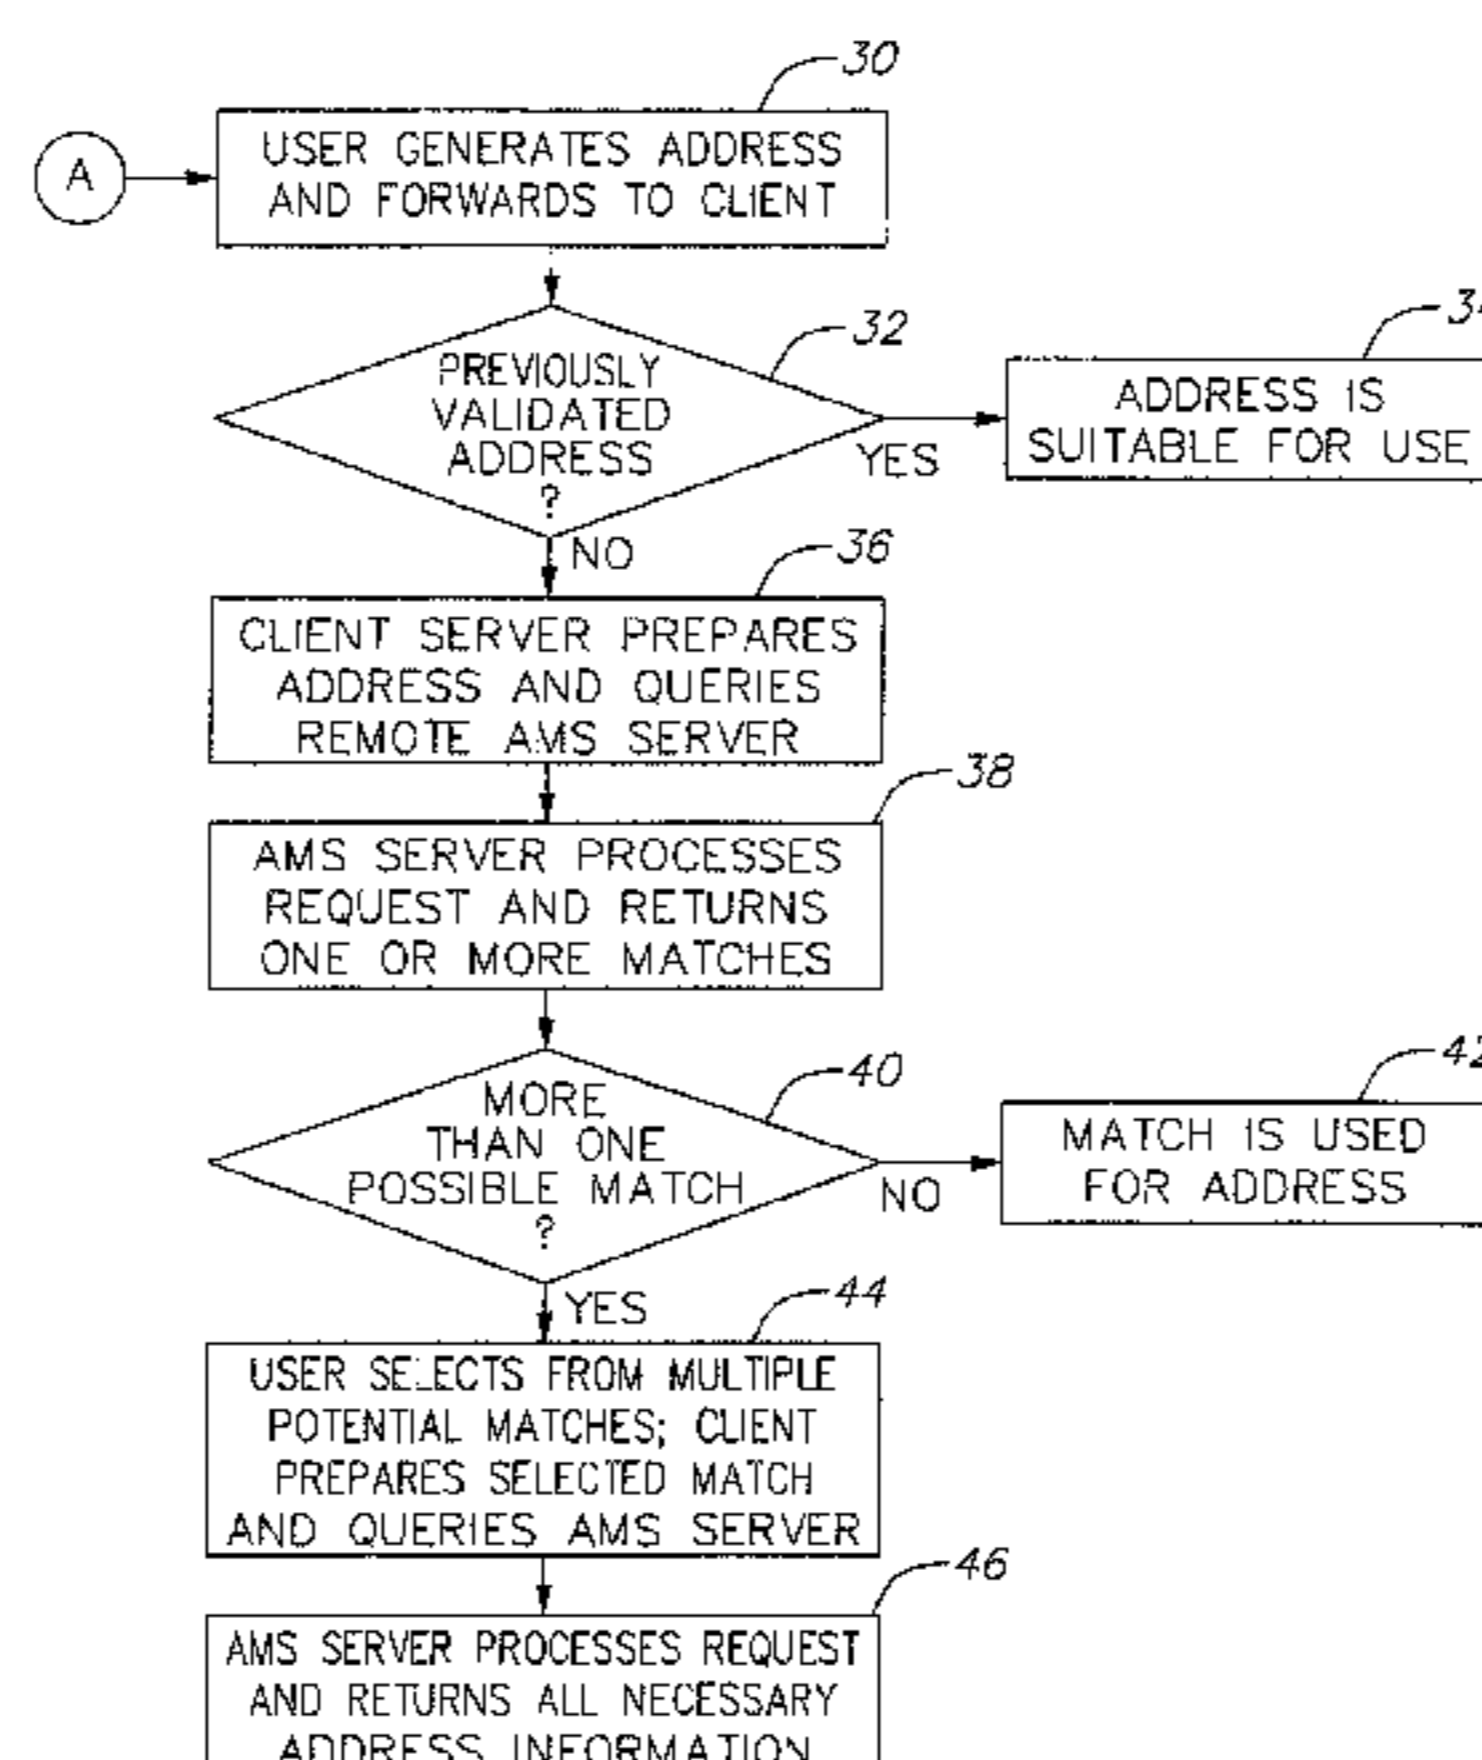 30
A
USER GENERATES ADDRESS
AND FORWARDS TO CLIENT
32
PREVIOUSLY
VALIDATED
ADDRESS
?
YES
ADDRESS IS
SUITABLE FOR USE
NO
36
CLIENT SERVER PREPARES
ADDRESS AND QUERIES
REMOTE AMS SERVER
38
AMS SERVER PROCESSES
REQUEST AND RETURNS
ONE OR MORE MATCHES
40
MORE
THAN ONE
POSSIBLE MATCH
?
NO
42
MATCH IS USED
FOR ADDRESS
YES
44
USER SELECTS FROM MULTIPLE
POTENTIAL MATCHES; CLIENT
PREPARES SELECTED MATCH
AND QUERIES AMS SERVER
46
AMS SERVER PROCESSES REQUEST
AND RETURNS ALL NECESSARY
ADDRESS INFORMATION